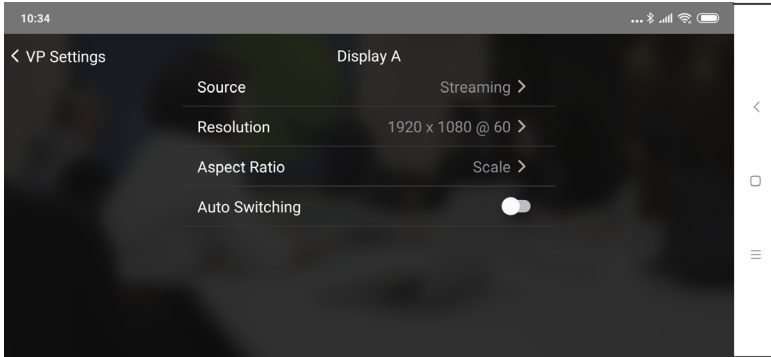 10:34
VP Settings
Display A
Source Streaming
Resolution 1920 x 1080 @ 60
Aspect Ratio Scale
Auto Switching